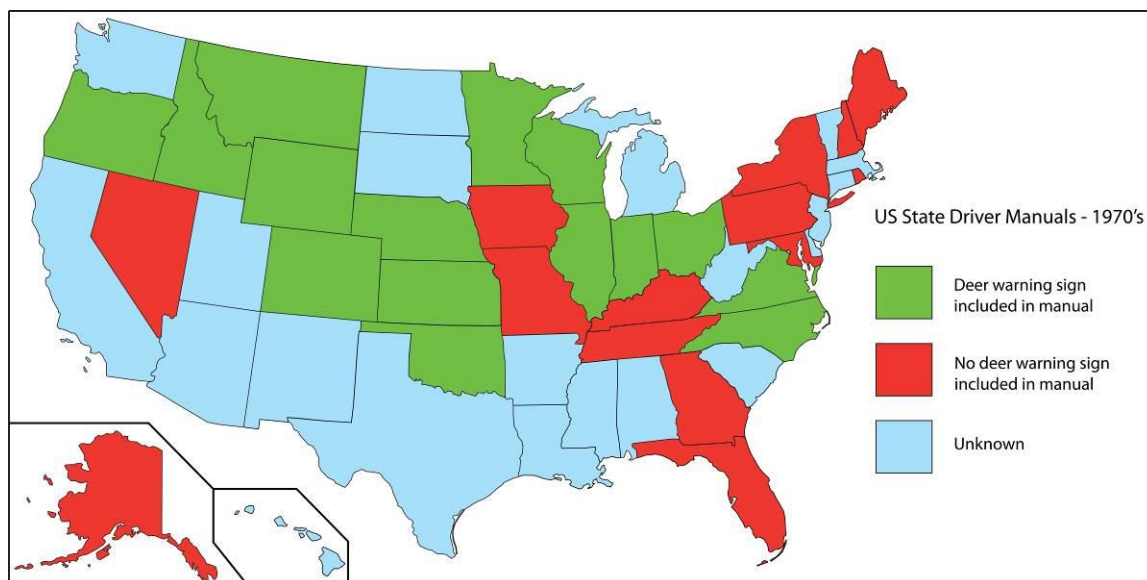 US State Driver Manuals - 1970's
Deer warning sign
included in manual
No deer warning sign
included in manual
Unknown